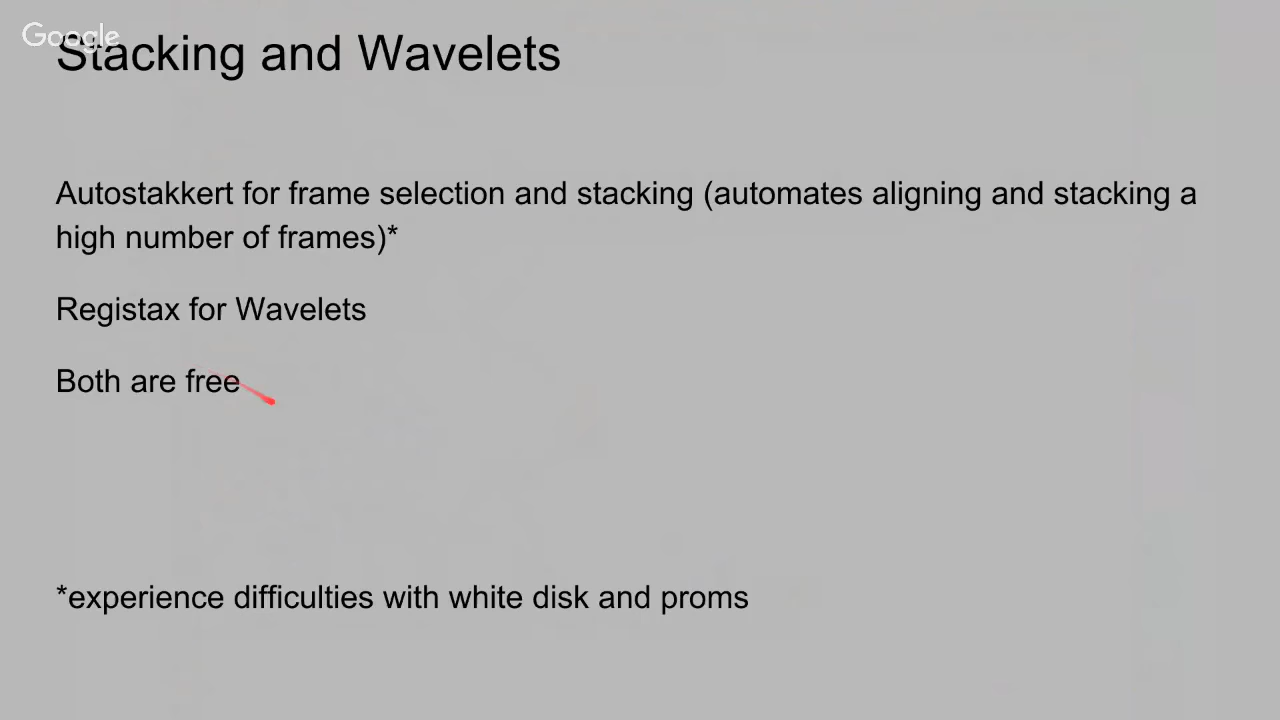 Google
Stacking and Wavelets
Autostakkert for frame selection and stacking (automates aligning and stacking a
high number of frames)*
Registax for Wavelets
Both are free
*experience difficulties with white disk and proms